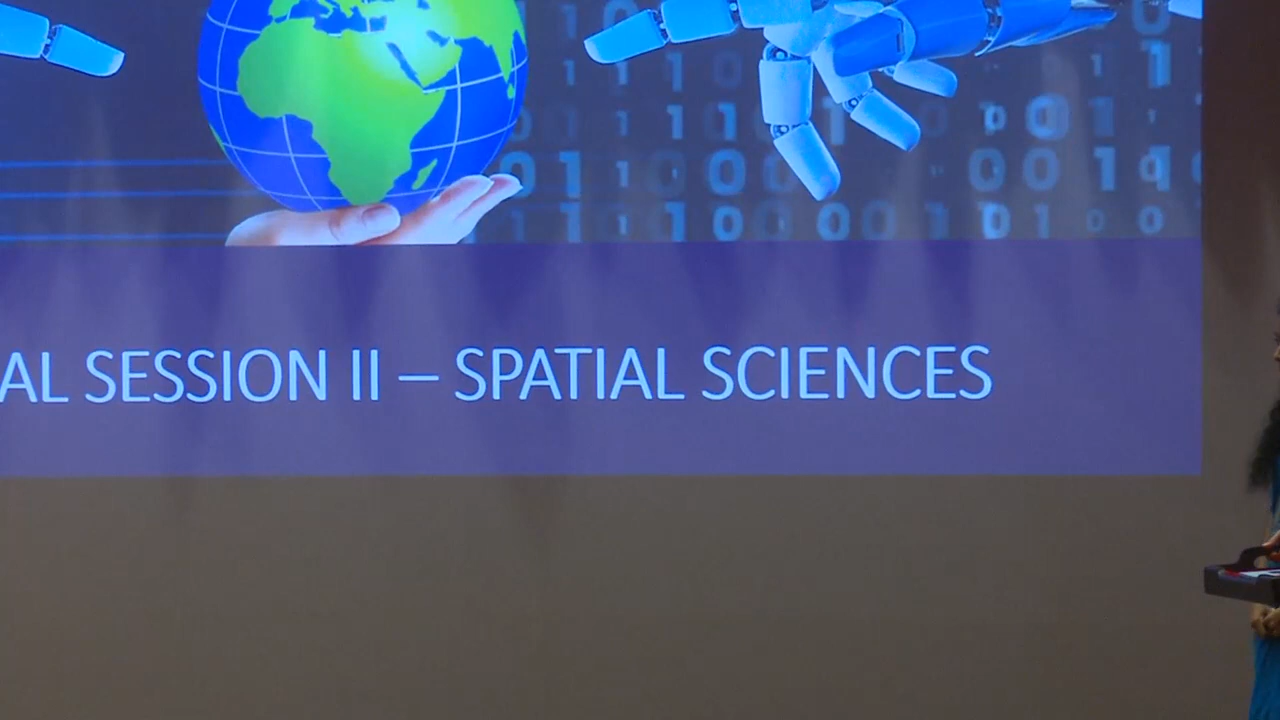 AL SESSION II – SPATIAL SCIENCES